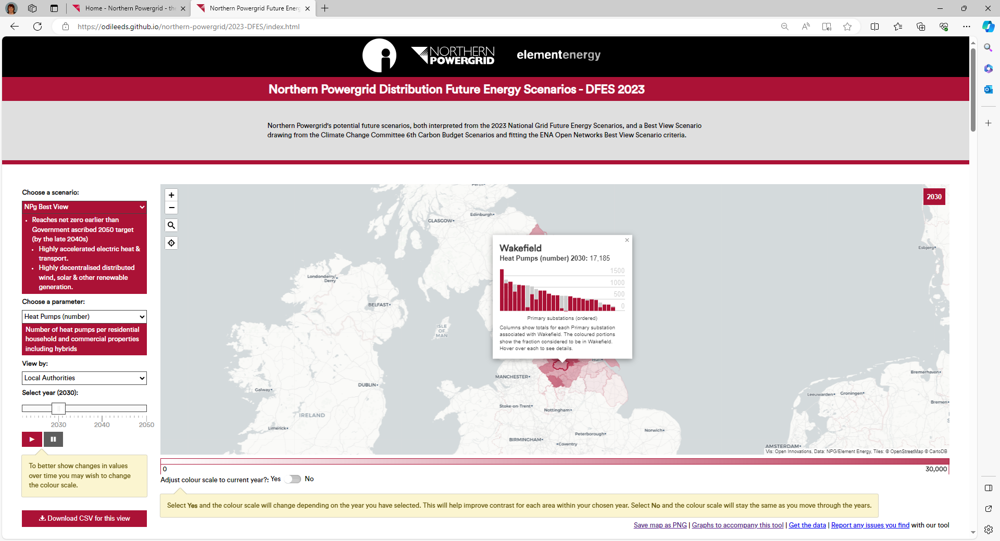 Home - Northern Powergrid - the
Northern Powergrid Future Energ
https://odileeds.github.io/northern-powergrid/2023-DFES/index.html
NORTHERN
POWERGRID
elementenergy
Northern Powergrid Distribution Future Energy Scenarios - DFES 2023
Northern Powergrid's potential future scenarios, both interpreted from the 2023 National Grid Future Energy Scenarios, and a Best View Scenario
drawing from the Climate Change Committee 6th Carbon Budget Scenarios and fitting the ENA Open Networks Best View Scenario criteria.
Choose a scenario:
NPg Best View
Reaches net zero earlier than
Government ascribed 2050 target
(by the late 2040s)
Highly accelerated electric heat &
transport.
Highly decentralised distributed
wind, solar & other renewable
generation.
Choose a parameter:
Heat Pumps (number)
Number of heat pumps per residential
household and commercial properties
including hybrids
View by:
Local Authorities
Select year (2030):
2030
2040
2050
To better show changes in values
over time you may wish to change
the colour scale.
Download CSV for this view
+
−
2030
Perth
Edinburgh
GLASGOW
Londonderry/
Derry
BELFAST
ISLE
OF
MAN
Esbjerg
Wakefield
Heat Pumps (number) 2030: 17,185
1500
1000
500
0
Primary substations (ordered)
Columns show totals for each Primary substation
associated with Wakefield. The coloured portions
show the fraction considered to be in Wakefield.
Hover over each to see details.
Hull
MANCHESTER
DUBLIN
Galway
Bremerhaven
Leeuwarden
Groningen
Bremen
Stoke-on-Trent
Nottingham
IRELAND
Limerick
Peterborough
Norwich
BIRMINGHAM
Coventry
AMSTERDAM
Vis: Open Innovations, Data: NPG/Element Energy, Tiles: © OpenStreetMap © CartoDB
0
30,000
Adjust colour scale to current year?: Yes No
Select Yes and the colour scale will change depending on the year you have selected. This will help improve contrast for each area within your chosen year. Select No and the colour scale will stay the same as you move through the years.
Save map as PNG | Graphs to accompany this tool | Get the data | Report any issues you find with our tool